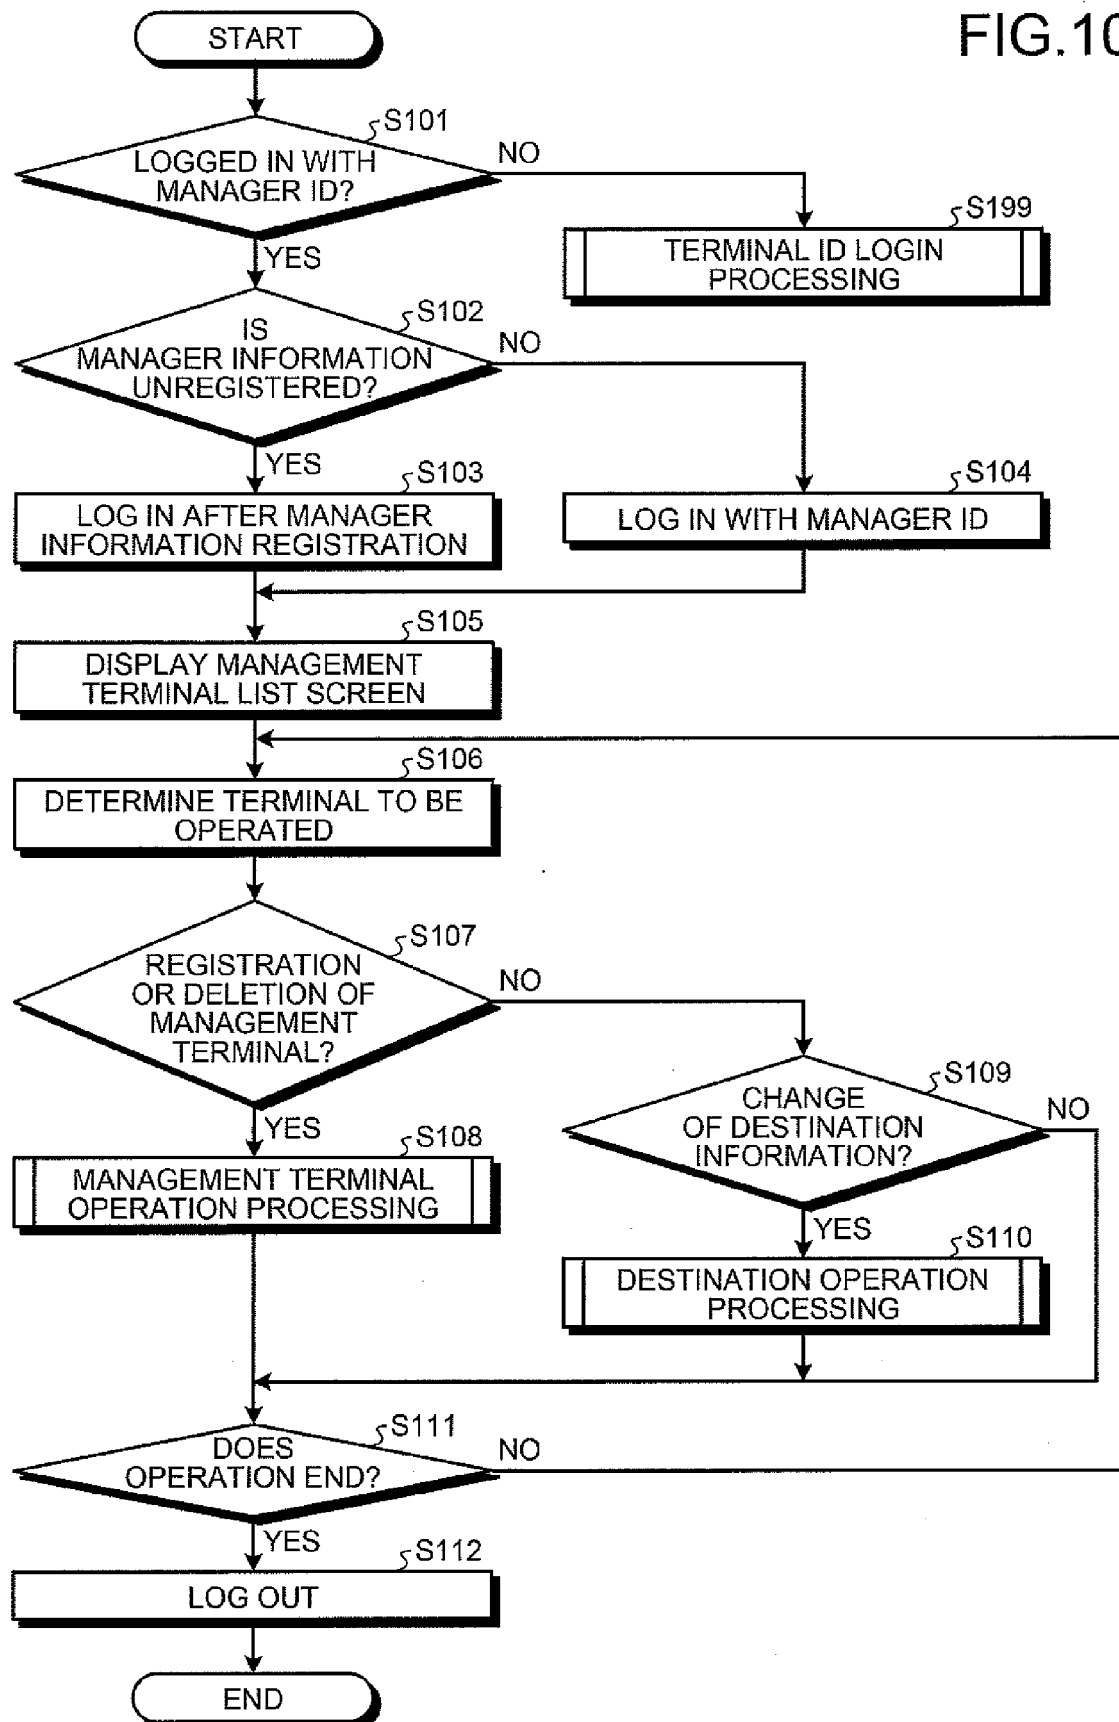 FIG.10
START
S101
LOGGED IN WITH
MANAGER ID?
NO
YES
S199
TERMINAL ID LOGIN
PROCESSING
S102
IS
MANAGER INFORMATION
UNREGISTERED?
NO
YES
S103
LOG IN AFTER MANAGER
INFORMATION REGISTRATION
S104
LOG IN WITH MANAGER ID
S105
DISPLAY MANAGEMENT
TERMINAL LIST SCREEN
S106
DETERMINE TERMINAL TO BE
OPERATED
S107
REGISTRATION
OR DELETION OF
MANAGEMENT
TERMINAL?
NO
YES
S108
MANAGEMENT TERMINAL
OPERATION PROCESSING
S109
CHANGE
OF DESTINATION
INFORMATION?
NO
YES
S110
DESTINATION OPERATION
PROCESSING
S111
DOES
OPERATION END?
NO
YES
S112
LOG OUT
END